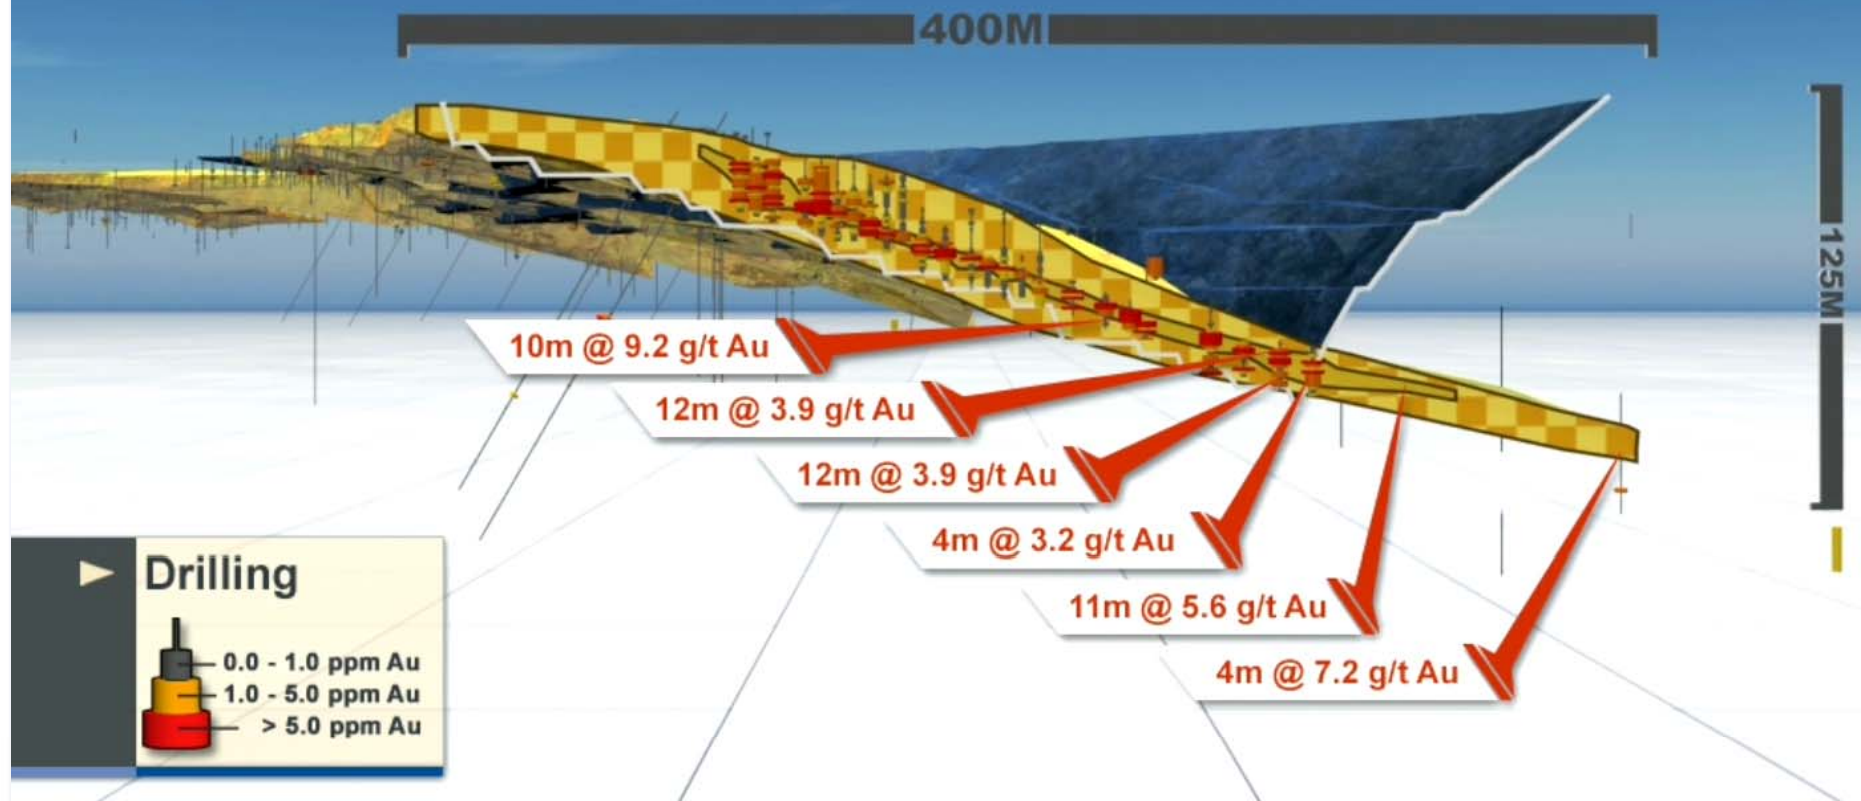 400M
125M
10m @ 9.2 g/t Au
12m @ 3.9 g/t Au
12m @ 3.9 g/t Au
4m @ 3.2 g/t Au
11m @ 5.6 g/t Au
4m @ 7.2 g/t Au
Drilling
0.0 - 1.0 ppm Au
1.0 - 5.0 ppm Au
> 5.0 ppm Au